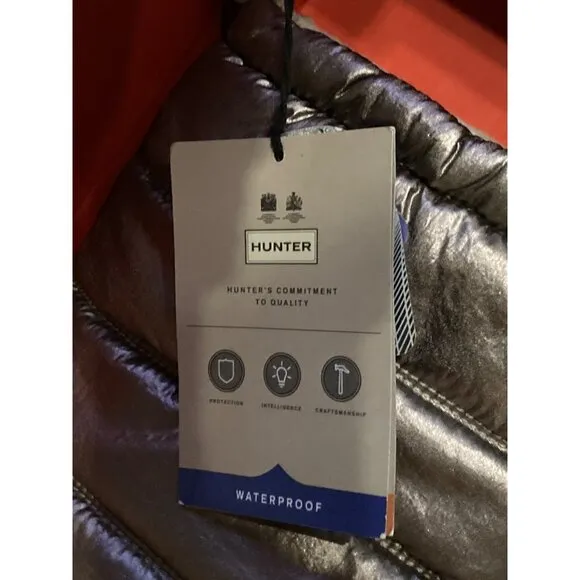 HUNTER
HUNTER'S COMMITMENT
TO QUALITY
PROTECTION
INTELLIGENCE
CRAFTSMANSHIP
WATERPROOF